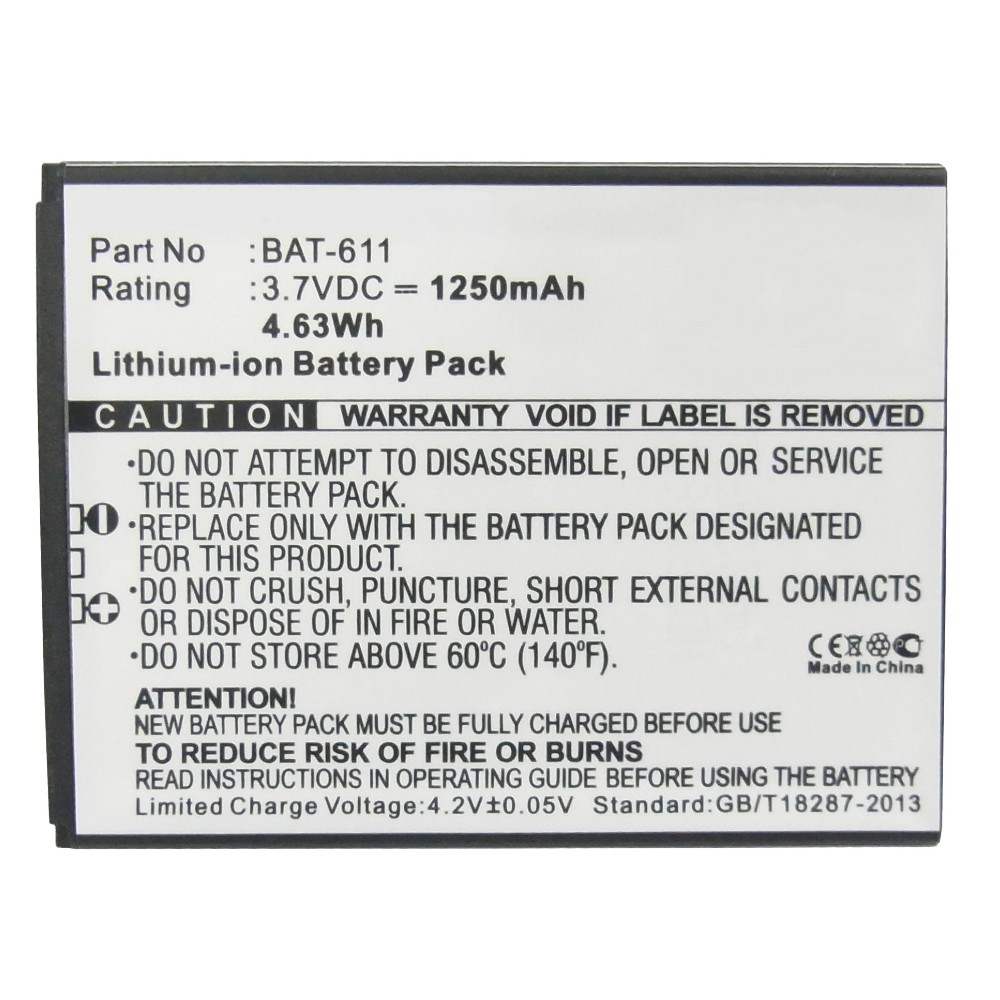 Part No :BAT-611
Rating :3.7VDC ⎓ 1250mAh
4.63Wh
Lithium-ion Battery Pack
CAUTION WARRANTY VOID IF LABEL IS REMOVED
•DO NOT ATTEMPT TO DISASSEMBLE, OPEN OR SERVICE
THE BATTERY PACK.
•REPLACE ONLY WITH THE BATTERY PACK DESIGNATED
FOR THIS PRODUCT.
•DO NOT CRUSH, PUNCTURE, SHORT EXTERNAL CONTACTS
OR DISPOSE OF IN FIRE OR WATER.
•DO NOT STORE ABOVE 60ºC (140ºF).
CE
Made In China
ATTENTION!
NEW BATTERY PACK MUST BE FULLY CHARGED BEFORE USE
TO REDUCE RISK OF FIRE OR BURNS
READ INSTRUCTIONS IN OPERATING GUIDE BEFORE USING THE BATTERY
Limited Charge Voltage:4.2V±0.05V Standard:GB/T18287-2013